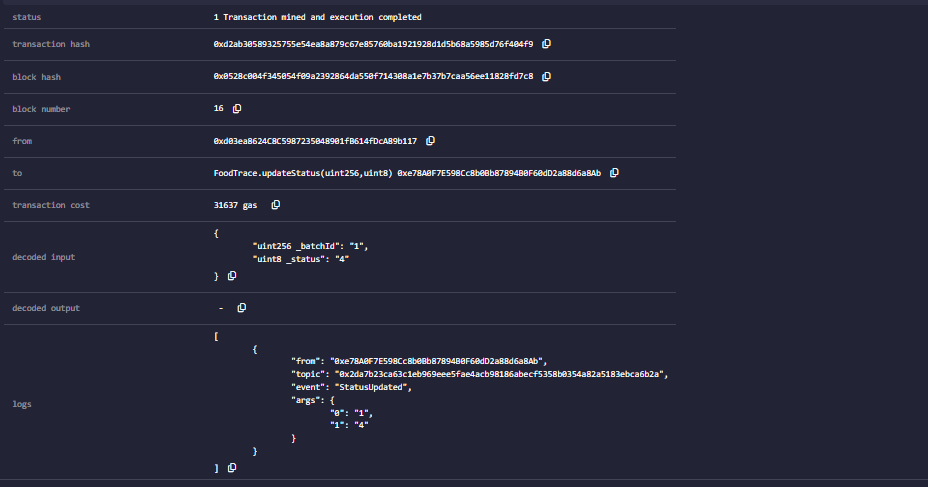 status 1 Transaction mined and execution completed
transaction hash 0xd2ab30589325755e54ea8a879c67e85760ba1921928d1d5b68a5985d76f404f9
block hash 0x0528c004f345054f09a2392864da550f714308a1e7b37b7caa56ee11828fd7c8
block number 16
from 0xd03ea8624C8C5987235048901fB614fDcA89b117
to FoodTrace.updateStatus(uint256,uint8) 0xe78A0F7E598Cc8b0Bb87894B0F60dD2a88d6a8Ab
transaction cost 31637 gas
decoded input {
"uint256 _batchId": "1",
"uint8 _status": "4"
}
decoded output -
logs [
{
"from": "0xe78A0F7E598Cc8b0Bb87894B0F60dD2a88d6a8Ab",
"topic": "0x2da7b23ca63c1eb969eee5fae4acb98186abecf5358b0354a82a5183ebca6b2a",
"event": "StatusUpdated",
"args": {
"0": "1",
"1": "4"
}
}
]